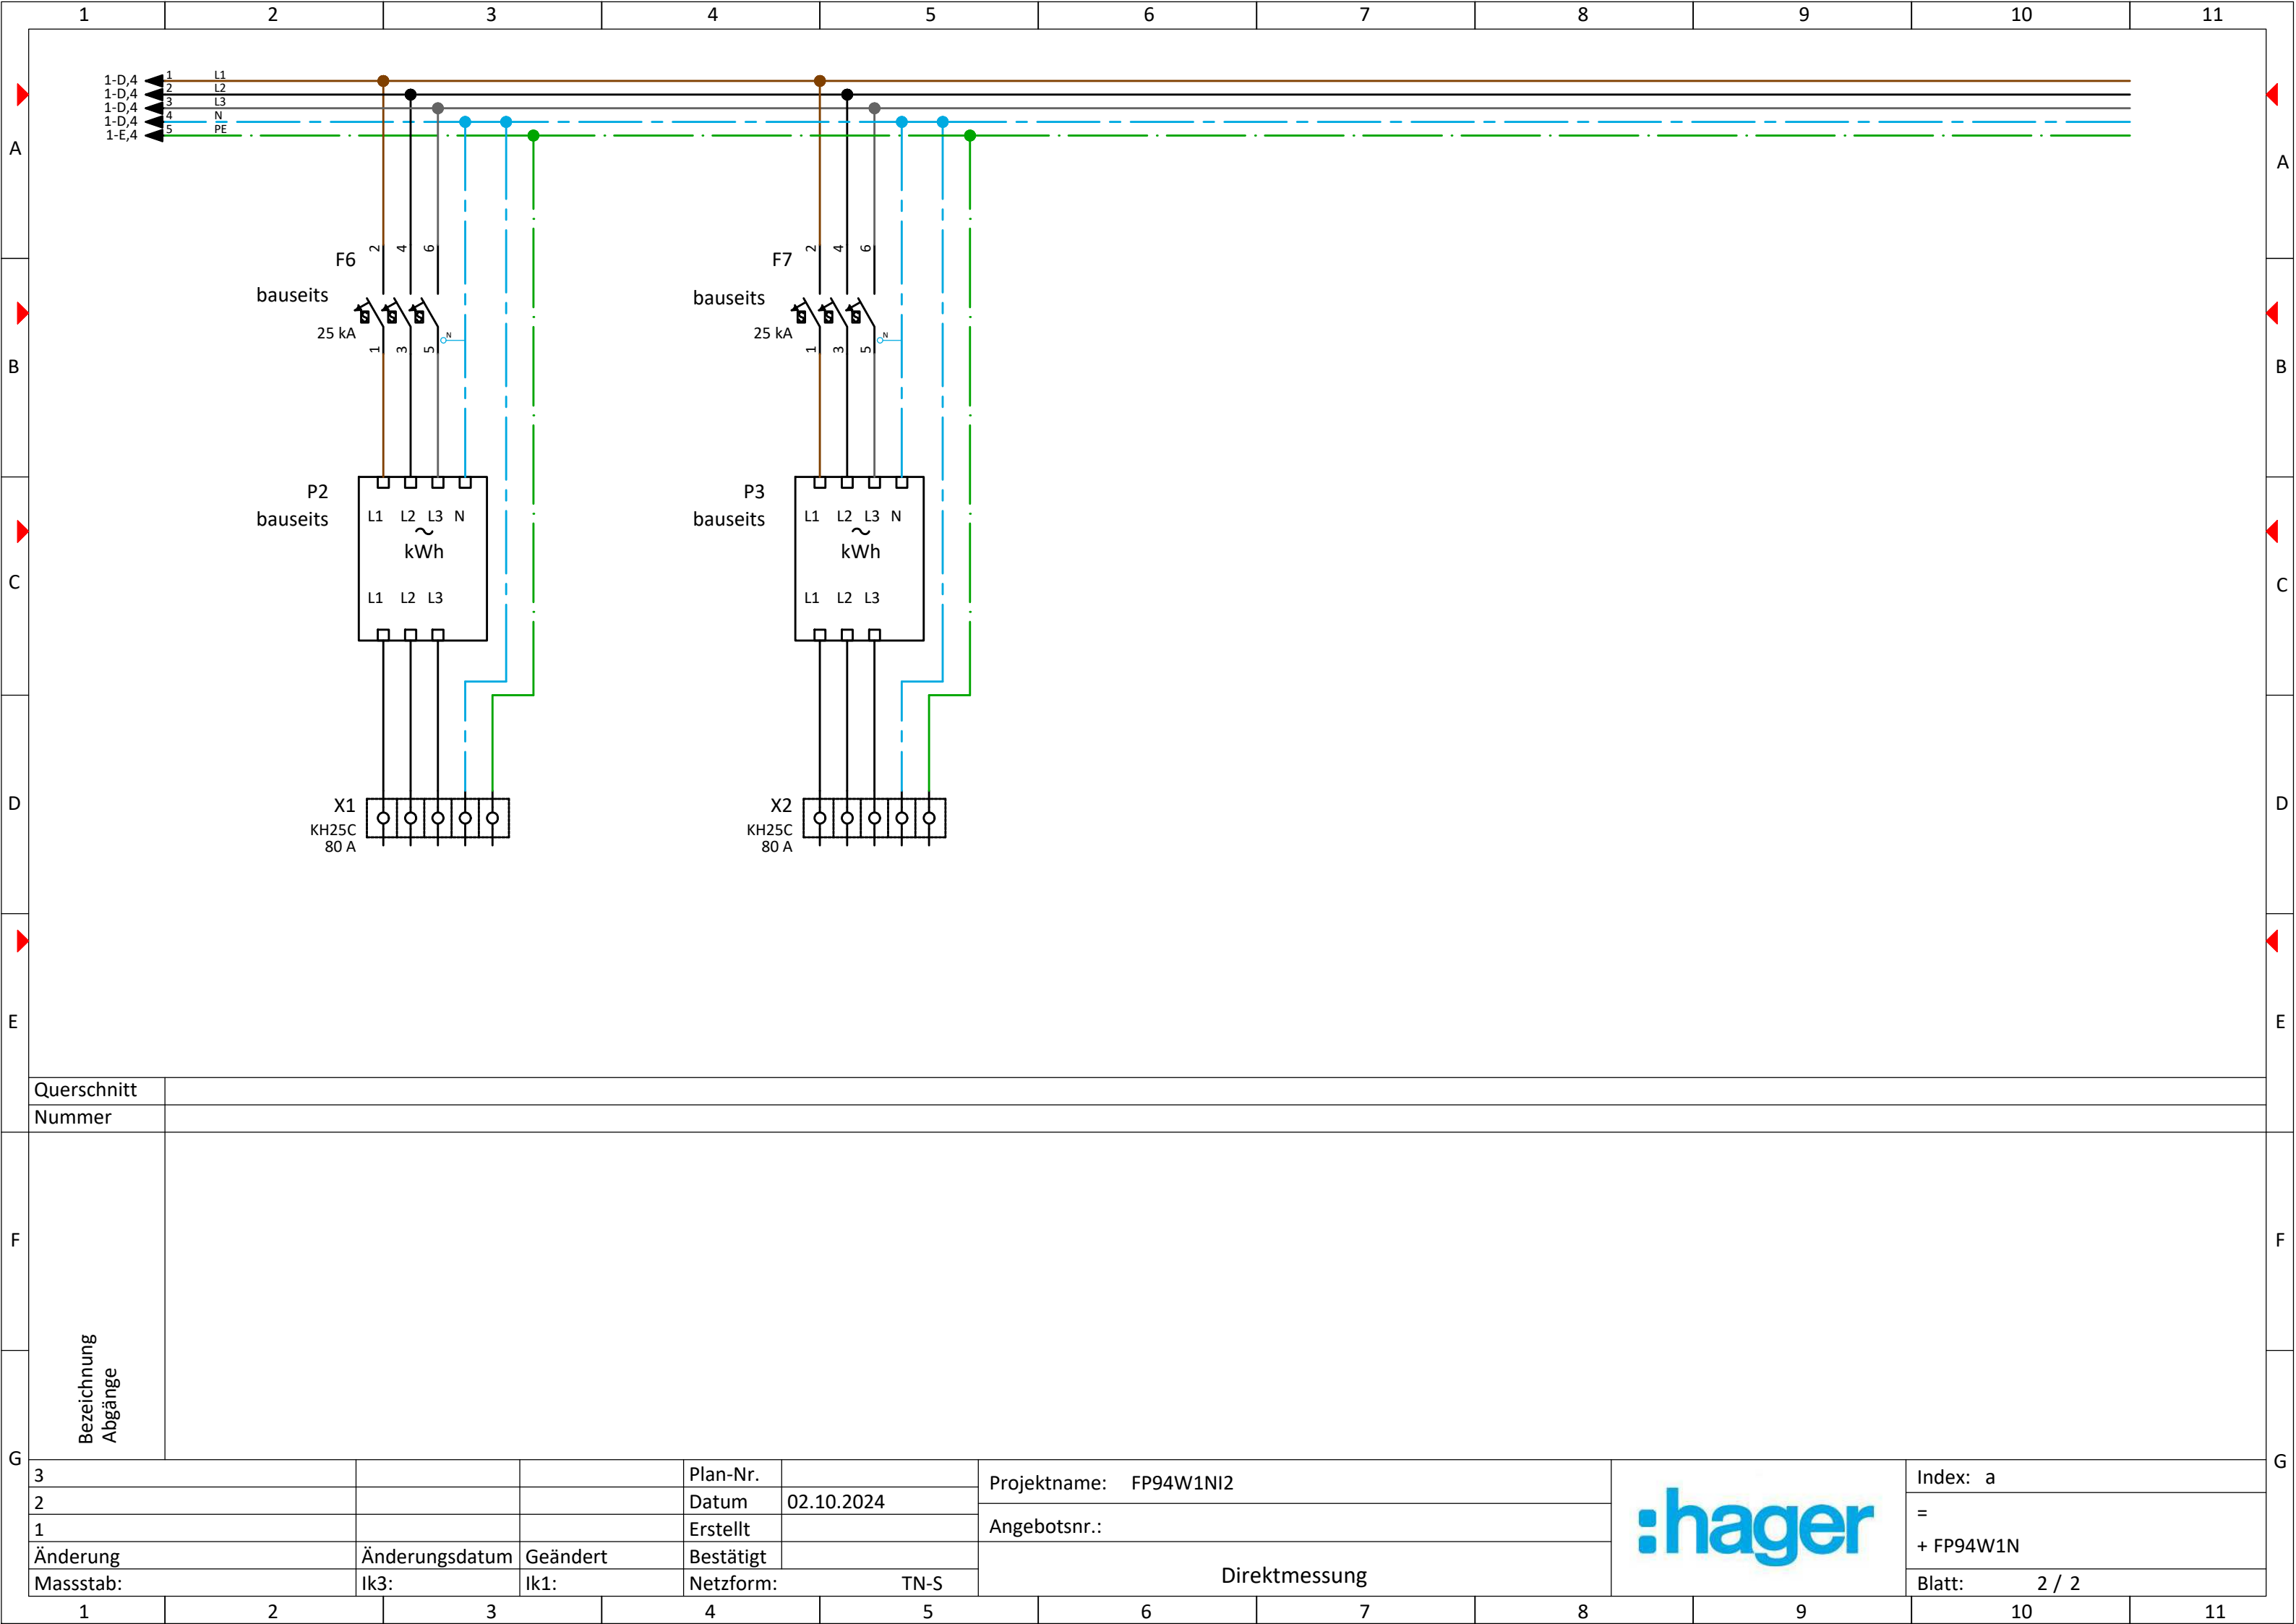 1 2 3 4 5 6 7 8 9 10 11
1-D,4 1 L1
1-D,4 2 L2
1-D,4 3 L3
1-D,4 4 N
1-E,4 5 PE
A A
2 4 6 2 4 6
F6 F7
bauseits bauseits
25 kA 25 kA
N N
1 3 5 1 3 5
B B
P2 P3
bauseits bauseits
L1 L2 L3 N L1 L2 L3 N
~ ~
kWh kWh
C C
L1 L2 L3 L1 L2 L3
D D
X1 X2
KH25C KH25C
80 A 80 A
E E
Querschnitt
Nummer
F F
Bezeichnung
Abgänge
G G
3 Plan-Nr.
2 Datum 02.10.2024
1 Erstellt
Änderung Änderungsdatum Geändert Bestätigt
Massstab: Ik3: Ik1: Netzform: TN-S
Projektname: FP94W1NI2
Angebotsnr.:
Direktmessung
:hager
Index: a
=
+ FP94W1N
Blatt: 2 / 2
1 2 3 4 5 6 7 8 9 10 11